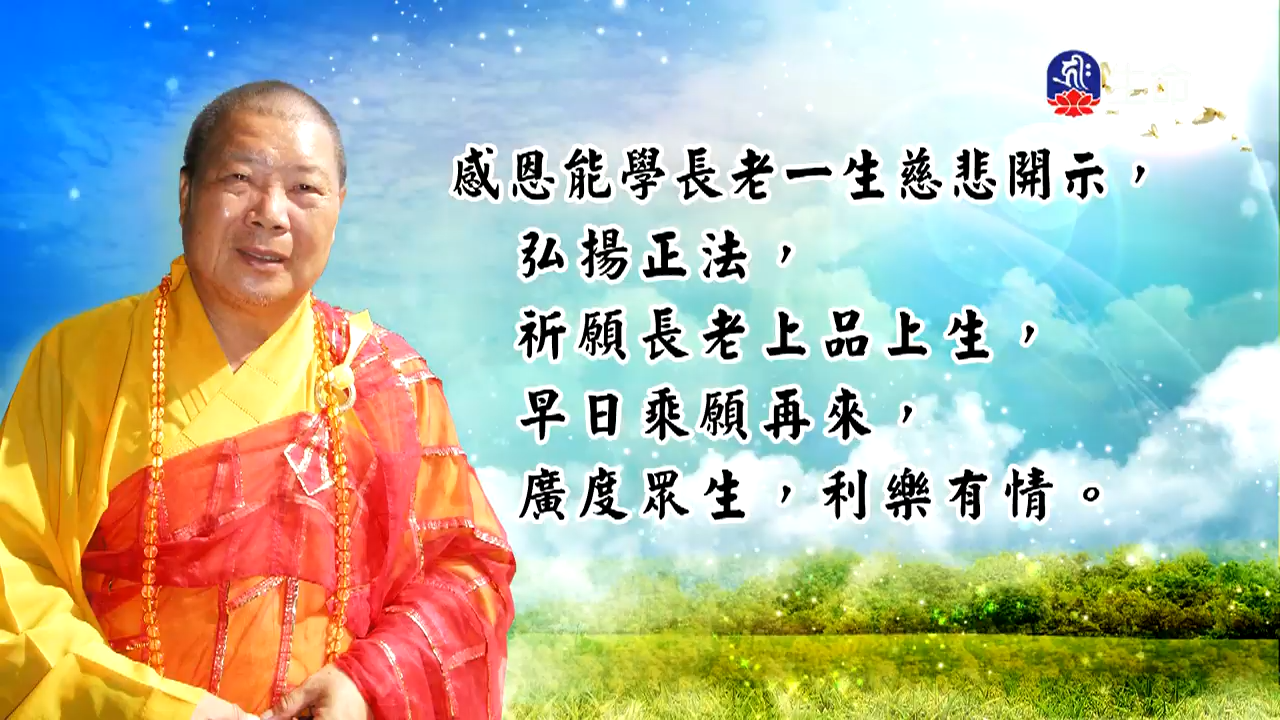 感恩能學長老一生慈悲開示，
弘揚正法，
祈願長老上品上生，
早日乘願再來，
廣度眾生，利樂有情。